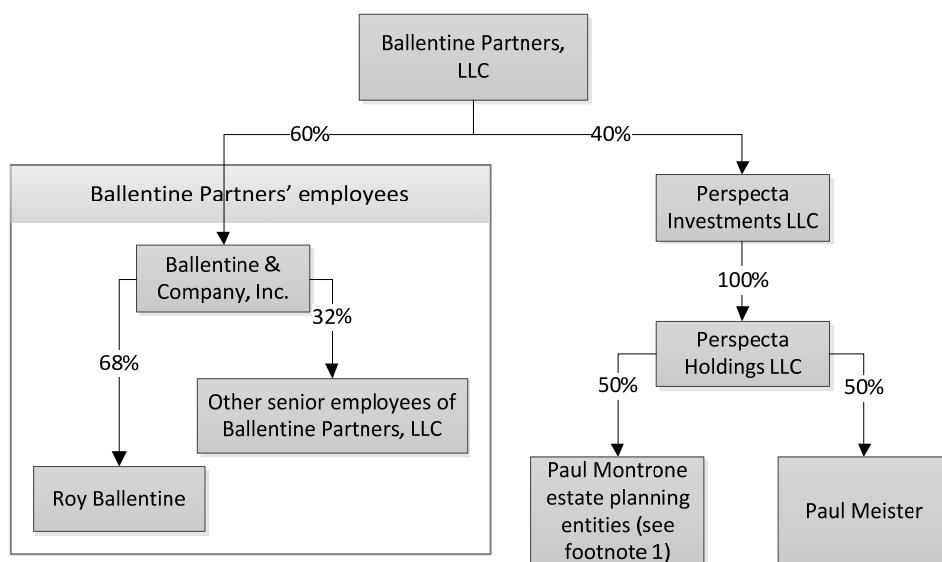 Ballentine Partners,
LLC
60%
40%
Ballentine Partners’ employees
Perspecta
Investments LLC
Ballentine &
Company, Inc.
100%
32%
68%
Perspecta
Holdings LLC
50%
50%
Other senior employees of
Ballentine Partners, LLC
Roy Ballentine
Paul Montrone
estate planning
entities (see
footnote 1)
Paul Meister